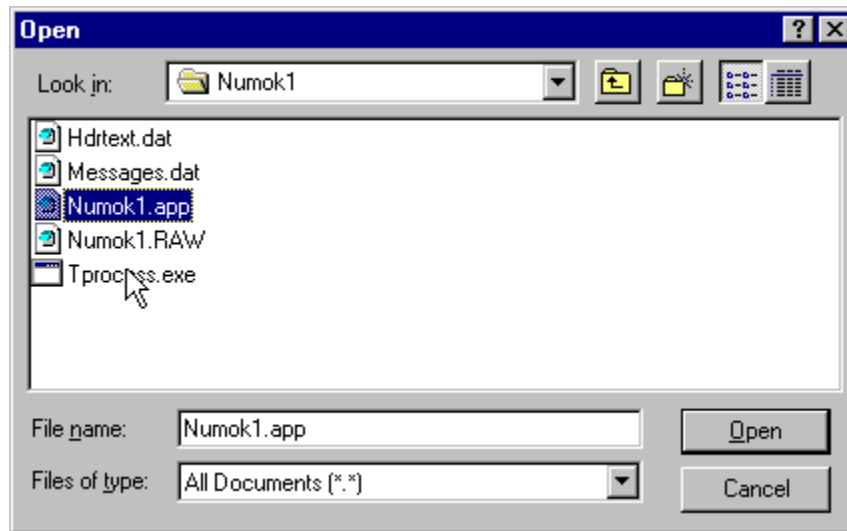 Open
Look in: Numok1
Hdrtext.dat
Messages.dat
Numok1.app
Numok1.RAW
Tprocess.exe
File name: Numok1.app Open
Files of type: All Documents (*.*) Cancel